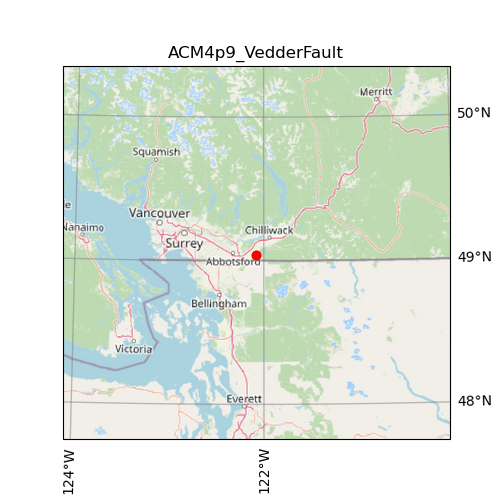 ACM4p9_VedderFault
Merritt
50°N
Squamish
e
Vancouver
Nanaimo
Chilliwack
Surrey
Abbotsford
49°N
Bellingham
Victoria
Everett
48°N
124°W
122°W